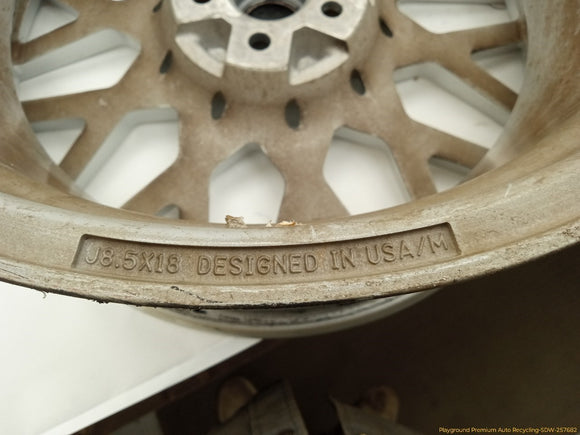 J8.5X18 DESIGNED IN USA/M
Playground Premium Auto Recycling-SDW-257682